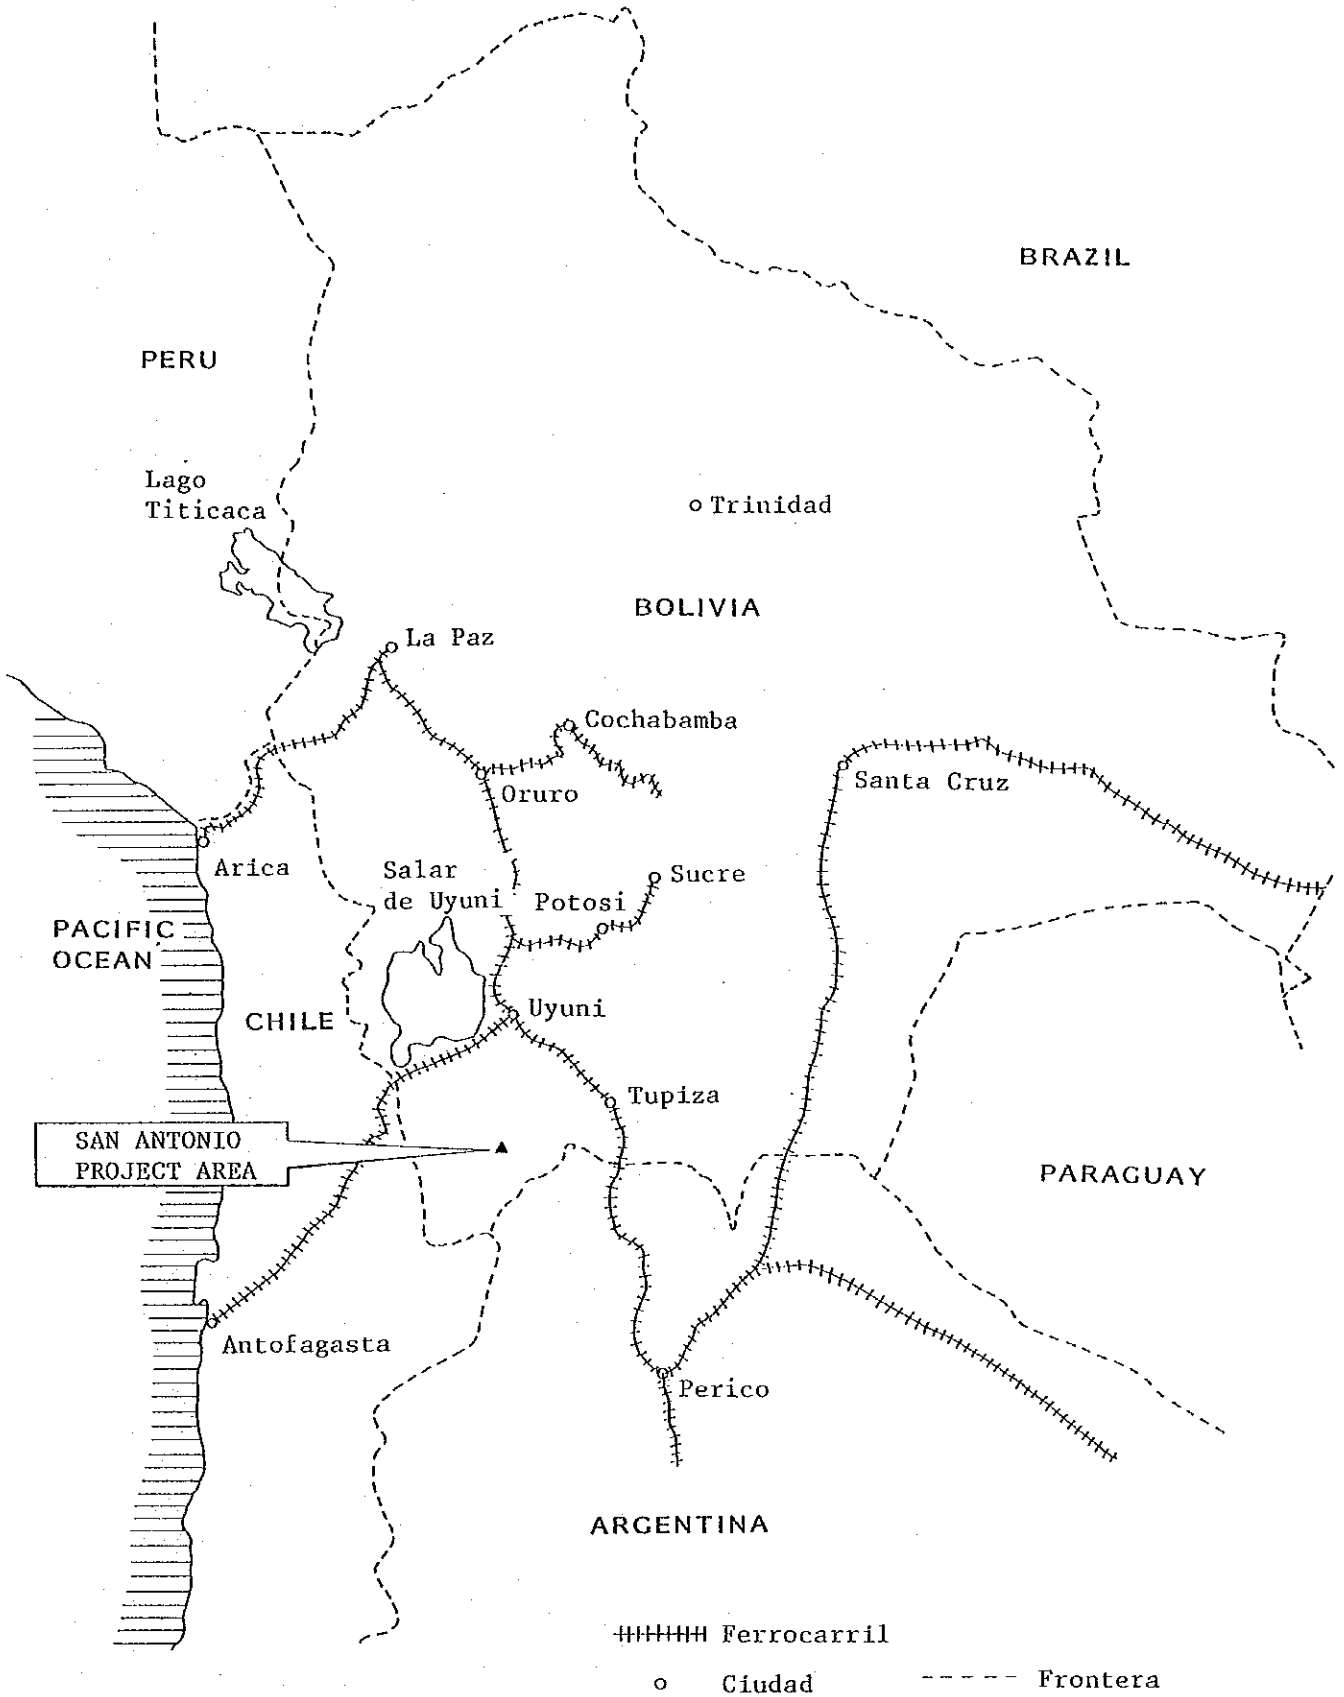 BRAZIL
PERU
Lago
Titicaca
Trinidad
BOLIVIA
La Paz
Cochabamba
Santa Cruz
Oruro
Arica
Salar
de Uyuni
Potosi
Sucre
PACIFIC
OCEAN
CHILE
Uyuni
Tupiza
SAN ANTONIO
PROJECT AREA
PARAGUAY
Antofagasta
Perico
ARGENTINA
Ferrocarril
Ciudad
Frontera